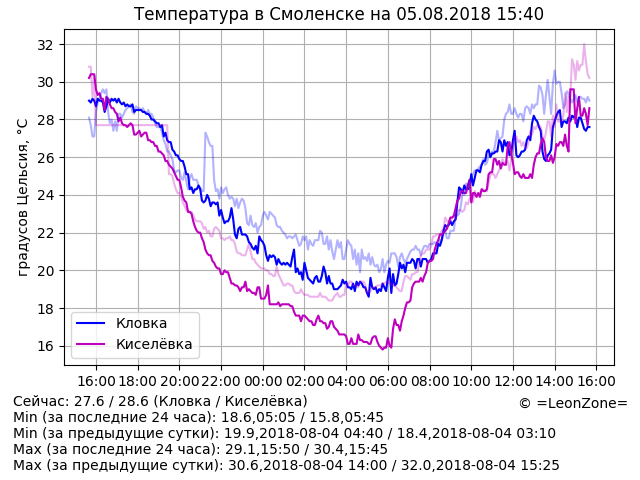 Температура в Смоленске на 05.08.2018 15:40
градусов Цельсия, °C
32
30
28
26
24
22
20
18
16
Кловка
Киселёвка
16:00 18:00 20:00 22:00 00:00 02:00 04:00 06:00 08:00 10:00 12:00 14:00 16:00
Сейчас: 27.6 / 28.6 (Кловка / Киселёвка)
© =LeonZone=
Min (за последние 24 часа): 18.6,05:05 / 15.8,05:45
Min (за предыдущие сутки): 19.9,2018-08-04 04:40 / 18.4,2018-08-04 03:10
Max (за последние 24 часа): 29.1,15:50 / 30.4,15:45
Max (за предыдущие сутки): 30.6,2018-08-04 14:00 / 32.0,2018-08-04 15:25